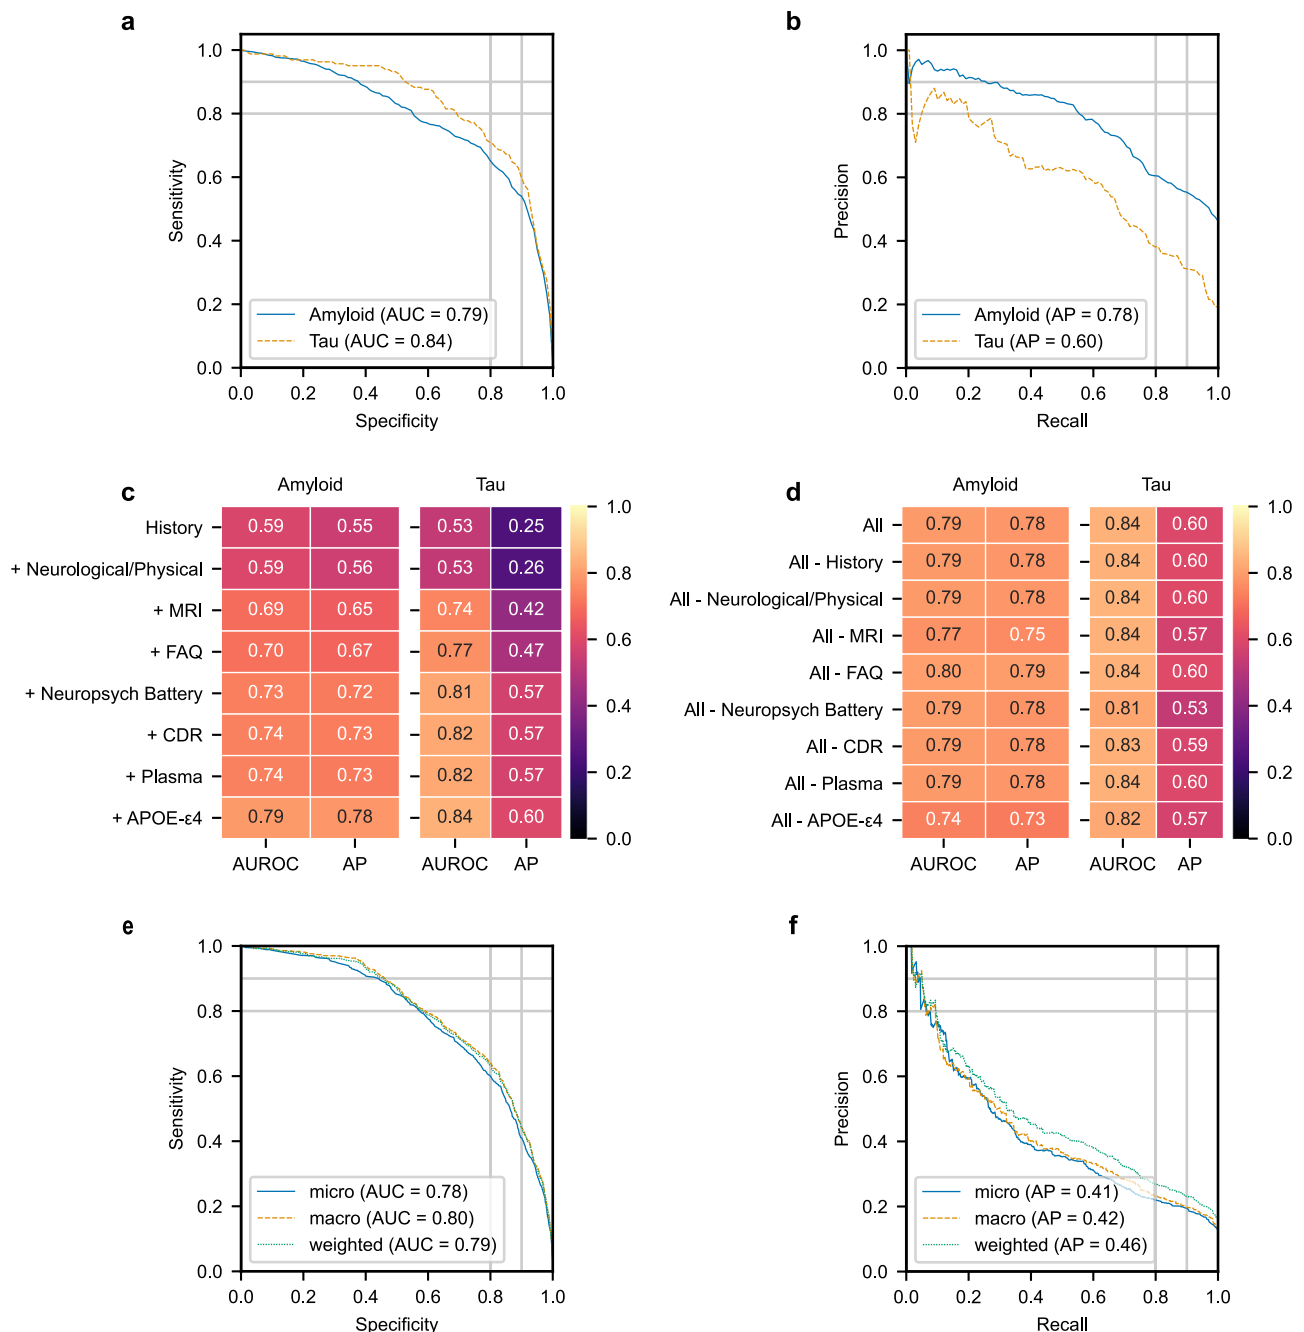 a
1.0
0.8
0.6
0.4
0.2
0.0
Sensitivity
Amyloid (AUC = 0.79)
Tau (AUC = 0.84)
0.0 0.2 0.4 0.6 0.8 1.0
Specificity
b
1.0
0.8
0.6
0.4
0.2
0.0
Precision
Amyloid (AP = 0.78)
Tau (AP = 0.60)
0.0 0.2 0.4 0.6 0.8 1.0
Recall
c
Amyloid Tau
History 0.59 0.55 0.53 0.25
+ Neurological/Physical 0.59 0.56 0.53 0.26
+ MRI 0.69 0.65 0.74 0.42
+ FAQ 0.70 0.67 0.77 0.47
+ Neuropsych Battery 0.73 0.72 0.81 0.57
+ CDR 0.74 0.73 0.82 0.57
+ Plasma 0.74 0.73 0.82 0.57
+ APOE-ε4 0.79 0.78 0.84 0.60
AUROC AP AUROC AP
1.0
0.8
0.6
0.4
0.2
0.0
d
Amyloid Tau
All 0.79 0.78 0.84 0.60
All - History 0.79 0.78 0.84 0.60
All - Neurological/Physical 0.79 0.78 0.84 0.60
All - MRI 0.77 0.75 0.84 0.57
All - FAQ 0.80 0.79 0.84 0.60
All - Neuropsych Battery 0.79 0.78 0.81 0.53
All - CDR 0.79 0.78 0.83 0.59
All - Plasma 0.79 0.78 0.84 0.60
All - APOE-ε4 0.74 0.73 0.82 0.57
AUROC AP AUROC AP
1.0
0.8
0.6
0.4
0.2
0.0
e
1.0
0.8
0.6
0.4
0.2
0.0
Sensitivity
micro (AUC = 0.78)
macro (AUC = 0.80)
weighted (AUC = 0.79)
0.0 0.2 0.4 0.6 0.8 1.0
Specificity
f
1.0
0.8
0.6
0.4
0.2
0.0
Precision
micro (AP = 0.41)
macro (AP = 0.42)
weighted (AP = 0.46)
0.0 0.2 0.4 0.6 0.8 1.0
Recall